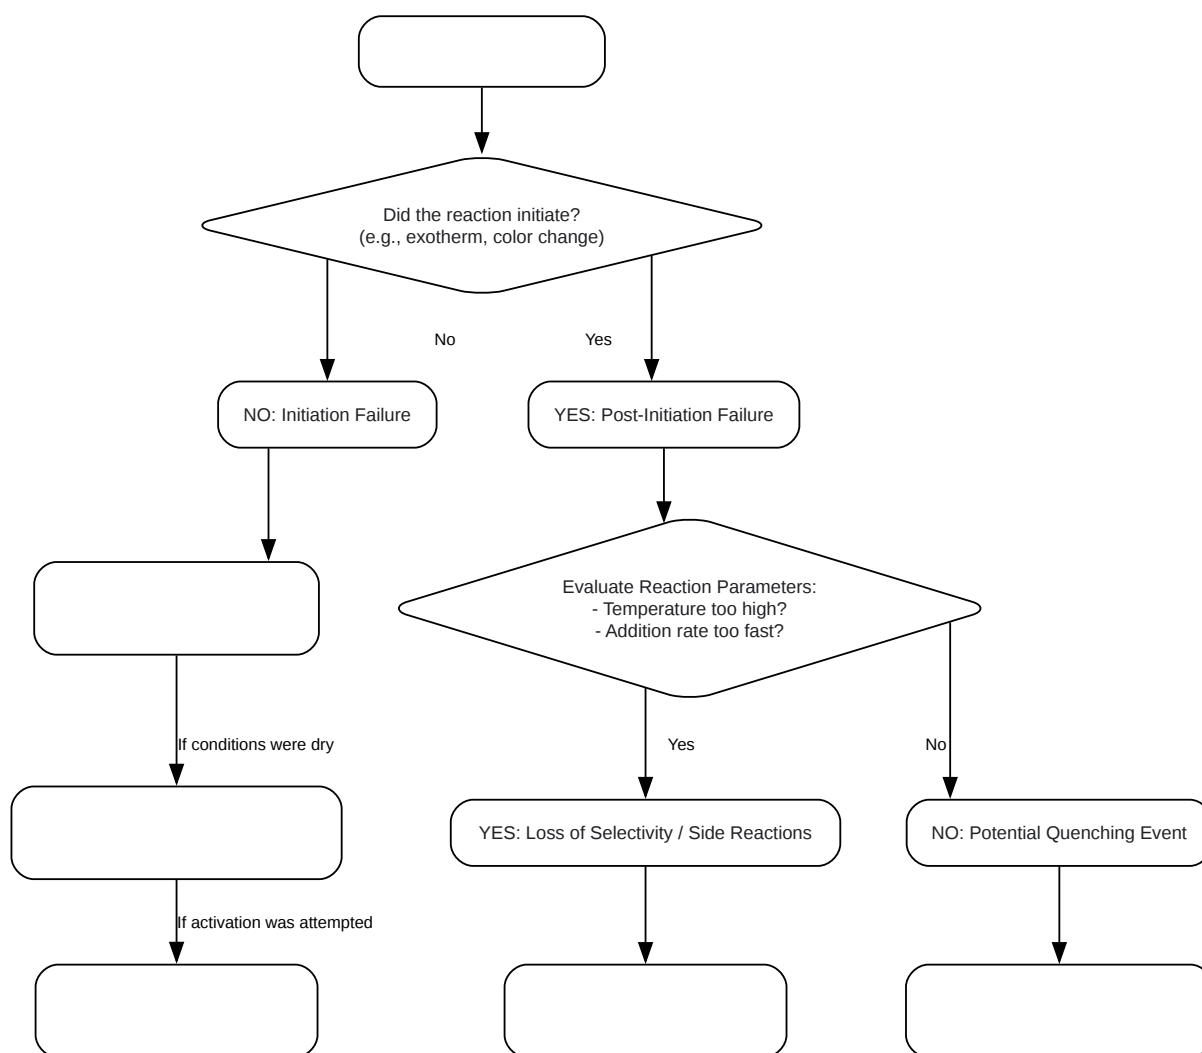 Did the reaction initiate?
(e.g., exotherm, color change)
No
Yes
NO: Initiation Failure
YES: Post-Initiation Failure
Evaluate Reaction Parameters:
- Temperature too high?
- Addition rate too fast?
If conditions were dry
Yes
No
YES: Loss of Selectivity / Side Reactions
NO: Potential Quenching Event
If activation was attempted